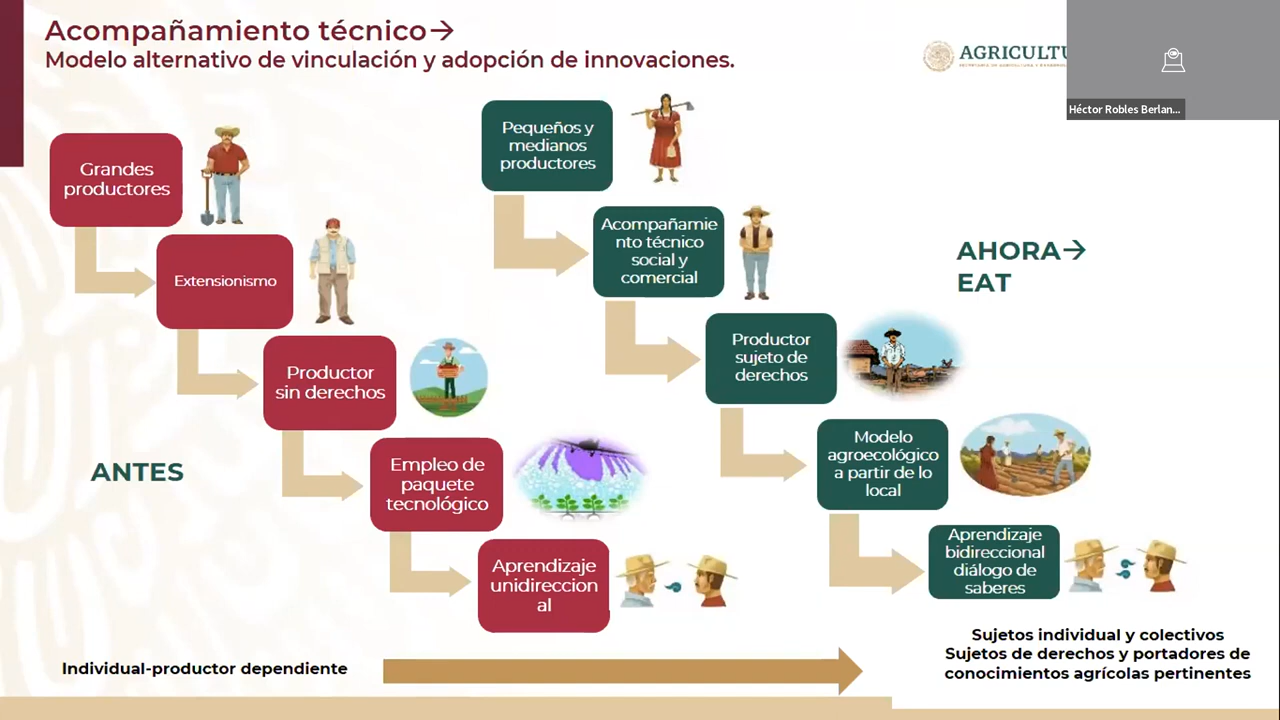 Acompañamiento técnico→
Modelo alternativo de vinculación y adopción de innovaciones.
AGRICULTU
Héctor Robles Berlan...
Grandes
productores
Extensionismo
Productor
sin derechos
Empleo de
paquete
tecnológico
Aprendizaje
unidireccion
al
ANTES
Pequeños y
medianos
productores
Acompañamie
nto técnico
social y
comercial
Productor
sujeto de
derechos
Modelo
agroecológico
a partir de lo
local
Aprendizaje
bidireccional
diálogo de
saberes
AHORA→
EAT
Individual-productor dependiente
Sujetos individual y colectivos
Sujetos de derechos y portadores de
conocimientos agrícolas pertinentes